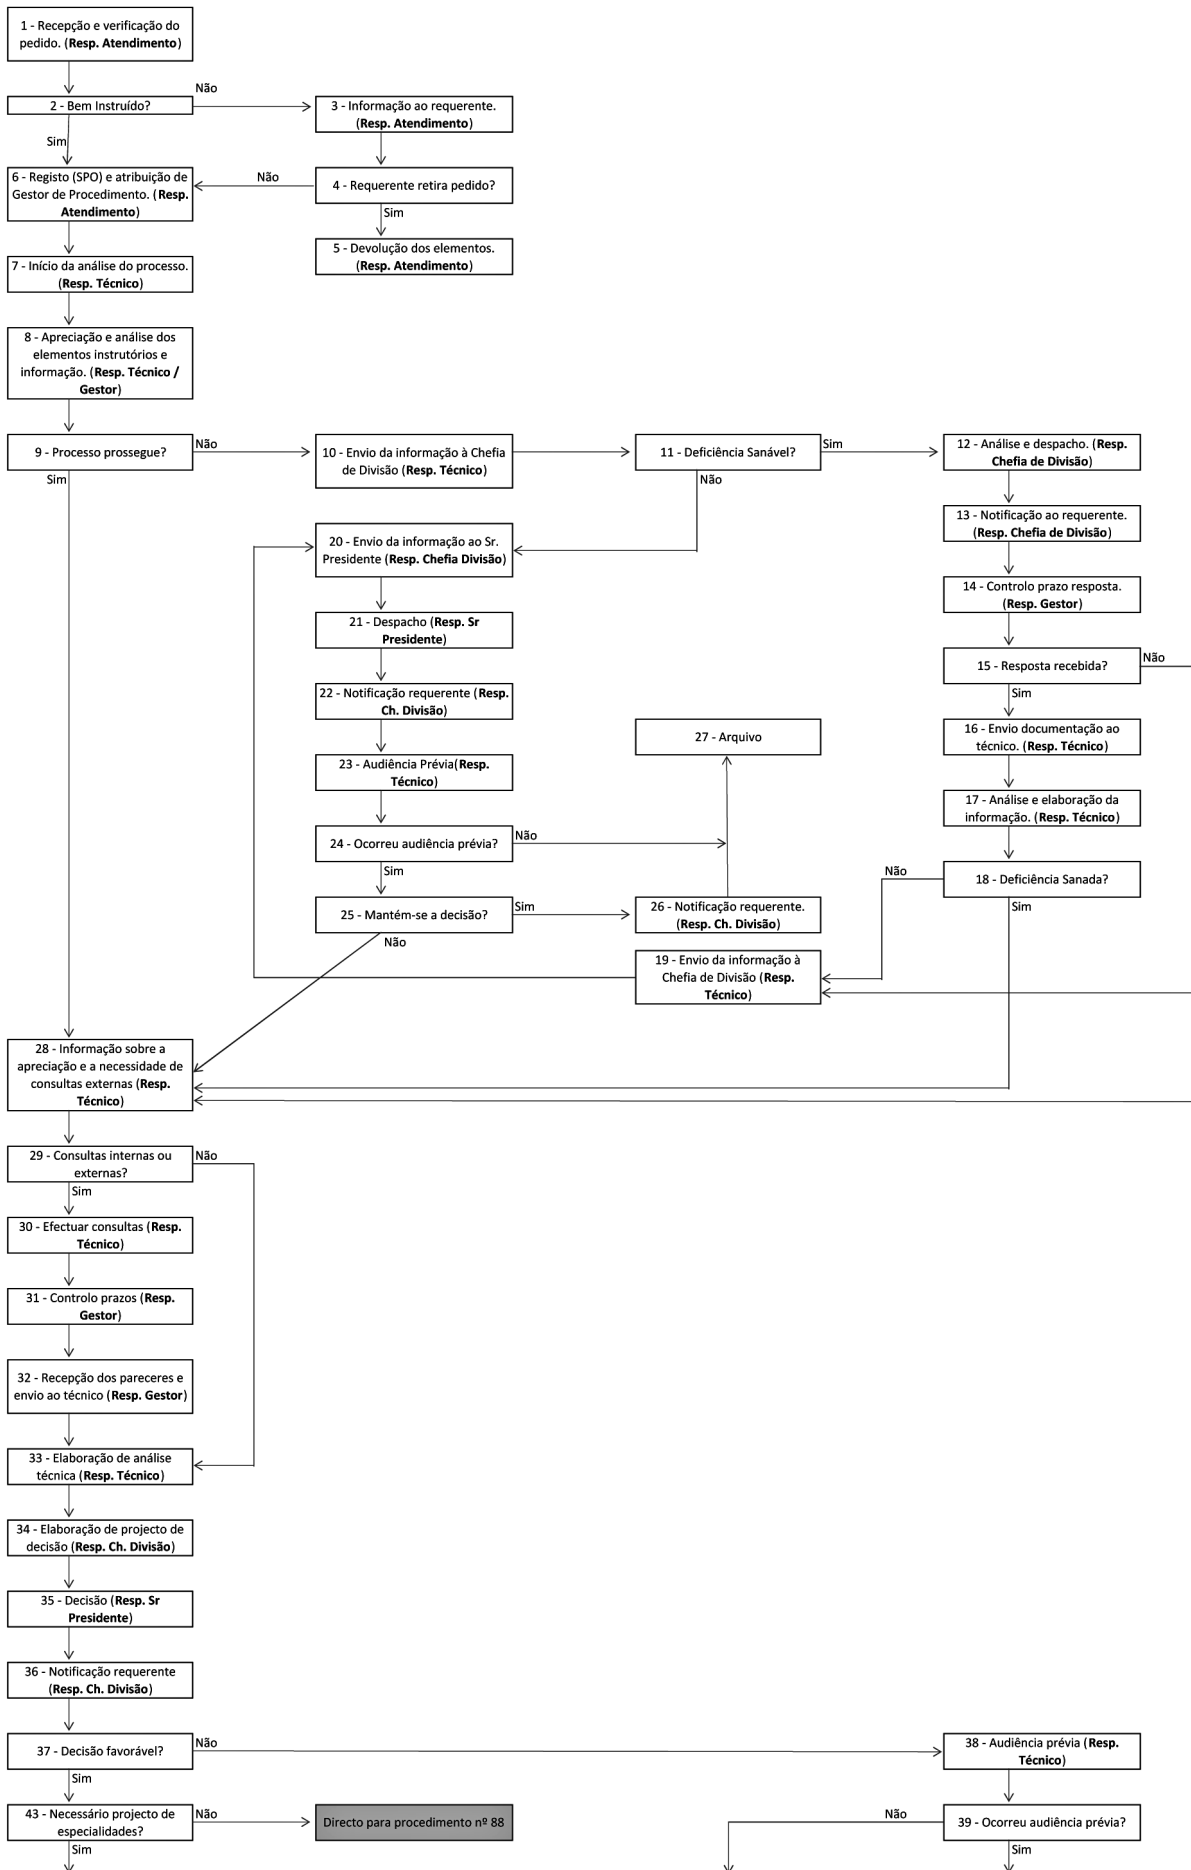 1 - Recepção e verificação do
pedido. (Resp. Atendimento)
Não
2 - Bem Instruído?
3 - Informação ao requerente.
(Resp. Atendimento)
Sim
6 - Registo (SPO) e atribuição de
Gestor de Procedimento. (Resp.
Atendimento)
Não
4 - Requerente retira pedido?
Sim
5 - Devolução dos elementos.
(Resp. Atendimento)
7 - Início da análise do processo.
(Resp. Técnico)
8 - Apreciação e análise dos
elementos instrutórios e
informação. (Resp. Técnico /
Gestor)
9 - Processo prossegue?
Não
Sim
10 - Envio da informação à Chefia
de Divisão (Resp. Técnico)
11 - Deficiência Sanável?
Sim
Não
12 - Análise e despacho. (Resp.
Chefia de Divisão)
13 - Notificação ao requerente.
(Resp. Chefia de Divisão)
14 - Controlo prazo resposta.
(Resp. Gestor)
15 - Resposta recebida?
Não
Sim
16 - Envio documentação ao
técnico. (Resp. Técnico)
17 - Análise e elaboração da
informação. (Resp. Técnico)
18 - Deficiência Sanada?
Não
Sim
20 - Envio da informação ao Sr.
Presidente (Resp. Chefia Divisão)
21 - Despacho (Resp. Sr
Presidente)
22 - Notificação requerente (Resp.
Ch. Divisão)
23 - Audiência Prévia(Resp.
Técnico)
24 - Ocorreu audiência prévia?
Não
Sim
25 - Mantém-se a decisão?
Sim
Não
27 - Arquivo
26 - Notificação requerente.
(Resp. Ch. Divisão)
19 - Envio da informação à
Chefia de Divisão (Resp.
Técnico)
28 - Informação sobre a
apreciação e a necessidade de
consultas externas (Resp.
Técnico)
29 - Consultas internas ou
externas?
Não
Sim
30 - Efectuar consultas (Resp.
Técnico)
31 - Controlo prazos (Resp.
Gestor)
32 - Recepção dos pareceres e
envio ao técnico (Resp. Gestor)
33 - Elaboração de análise
técnica (Resp. Técnico)
34 - Elaboração de projecto de
decisão (Resp. Ch. Divisão)
35 - Decisão (Resp. Sr
Presidente)
36 - Notificação requerente
(Resp. Ch. Divisão)
37 - Decisão favorável?
Não
Sim
38 - Audiência prévia (Resp.
Técnico)
43 - Necessário projecto de
especialidades?
Não
Sim
Directo para procedimento nº 88
39 - Ocorreu audiência prévia?
Não
Sim